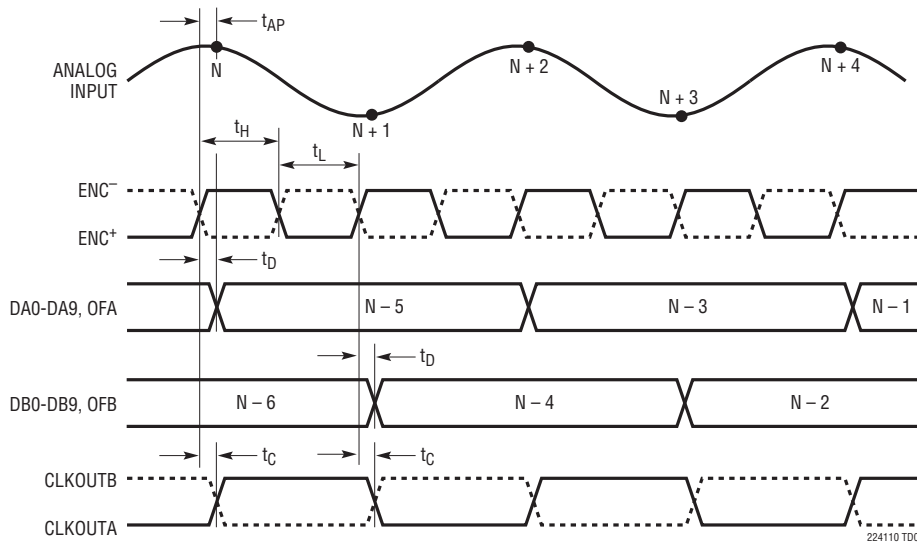 tAP
ANALOG
INPUT
N
N + 1
N + 2
N + 3
N + 4
tH
tL
ENC–
ENC+
tD
DA0-DA9, OFA
N – 5
N – 3
N – 1
tD
DB0-DB9, OFB
N – 6
N – 4
N – 2
tC
tC
CLKOUTB
CLKOUTA
224110 TD0